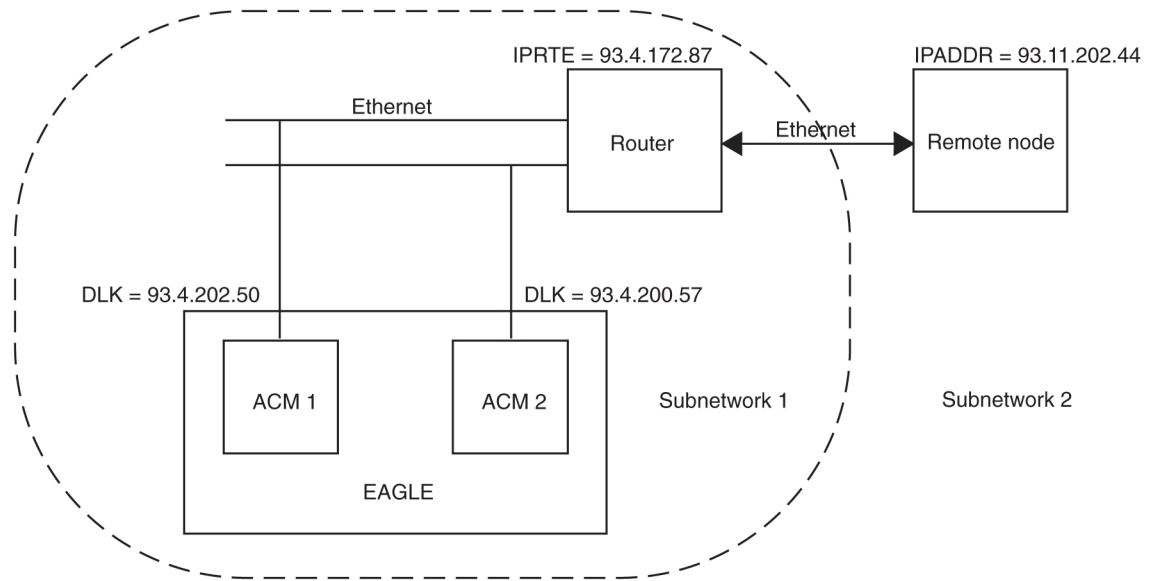 IPRTE = 93.4.172.87
IPADDR = 93.11.202.44
Ethernet
Router
Ethernet
Remote node
DLK = 93.4.202.50
DLK = 93.4.200.57
ACM 1
ACM 2
Subnetwork 1
Subnetwork 2
EAGLE